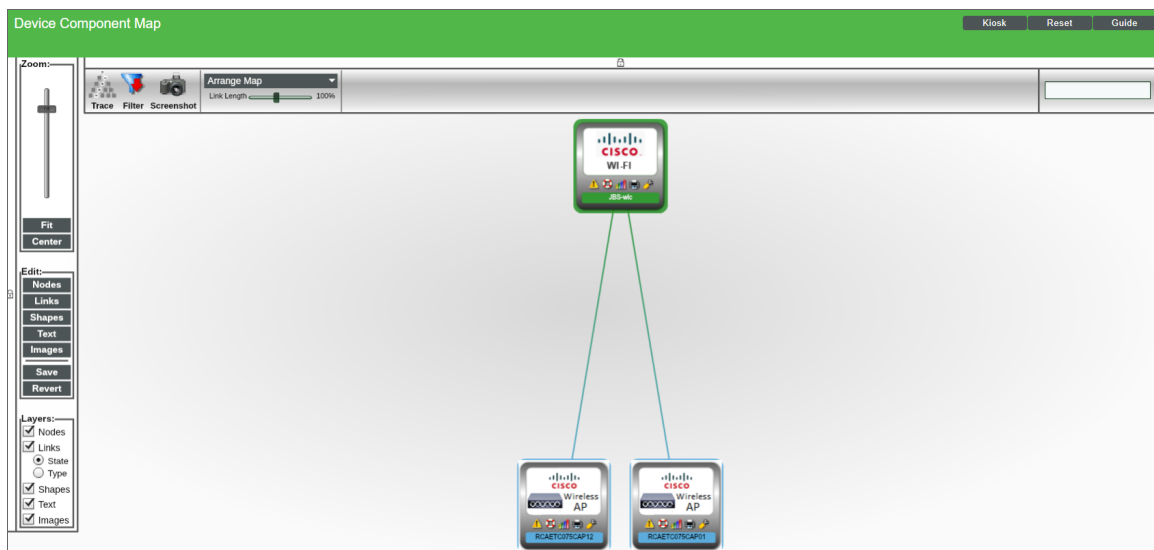 Device Component Map
Kiosk Reset Guide
Zoom:
Trace Filter Screenshot
Arrange Map
Link Length 100%
CISCO
WI-FI
JBS-wlc
Fit
Center
Edit:
Nodes
Links
Shapes
Text
Images
Save
Revert
Layers:
Nodes
Links
State
Type
Shapes
Text
Images
CISCO
Wireless
AP
RCAETC075CAP12
CISCO
Wireless
AP
RCAETC075CAP01